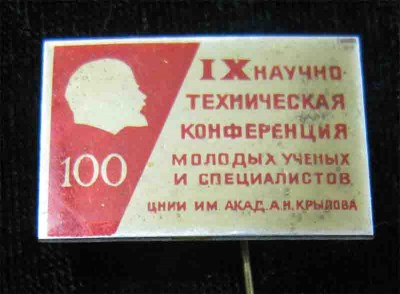 IX НАУЧНО-
ТЕХНИЧЕСКАЯ
КОНФЕРЕНЦИЯ
МОЛОДЫХ УЧЕНЫХ
И СПЕЦИАЛИСТОВ
ЦНИИ ИМ. АКАД. А.Н. КРЫЛОВА
100